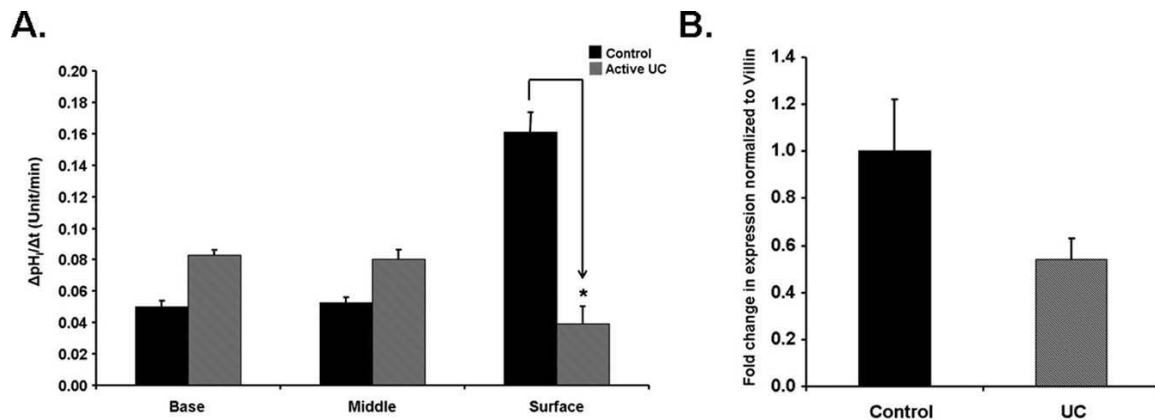 A.
Control
Active UC
ΔpHi/Δt (Unit/min)
0.20
0.18
0.16
0.14
0.12
0.10
0.08
0.06
0.04
0.02
0.00
*
Base Middle Surface
B.
Fold change in expression normalized to Villin
1.4
1.2
1.0
0.8
0.6
0.4
0.2
0.0
Control UC